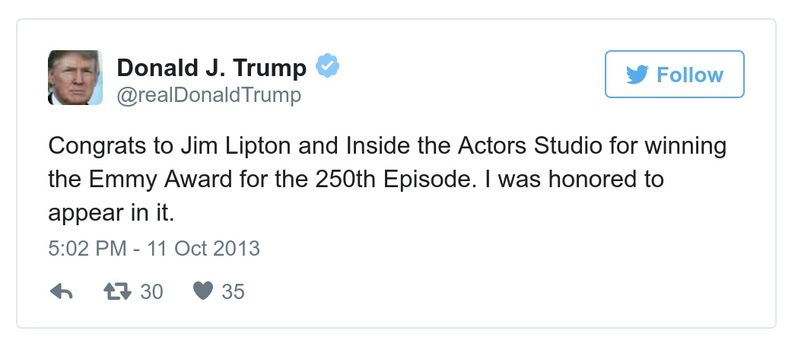 Donald J. Trump
@realDonaldTrump
Follow
Congrats to Jim Lipton and Inside the Actors Studio for winning
the Emmy Award for the 250th Episode. I was honored to
appear in it.
5:02 PM - 11 Oct 2013
30 35